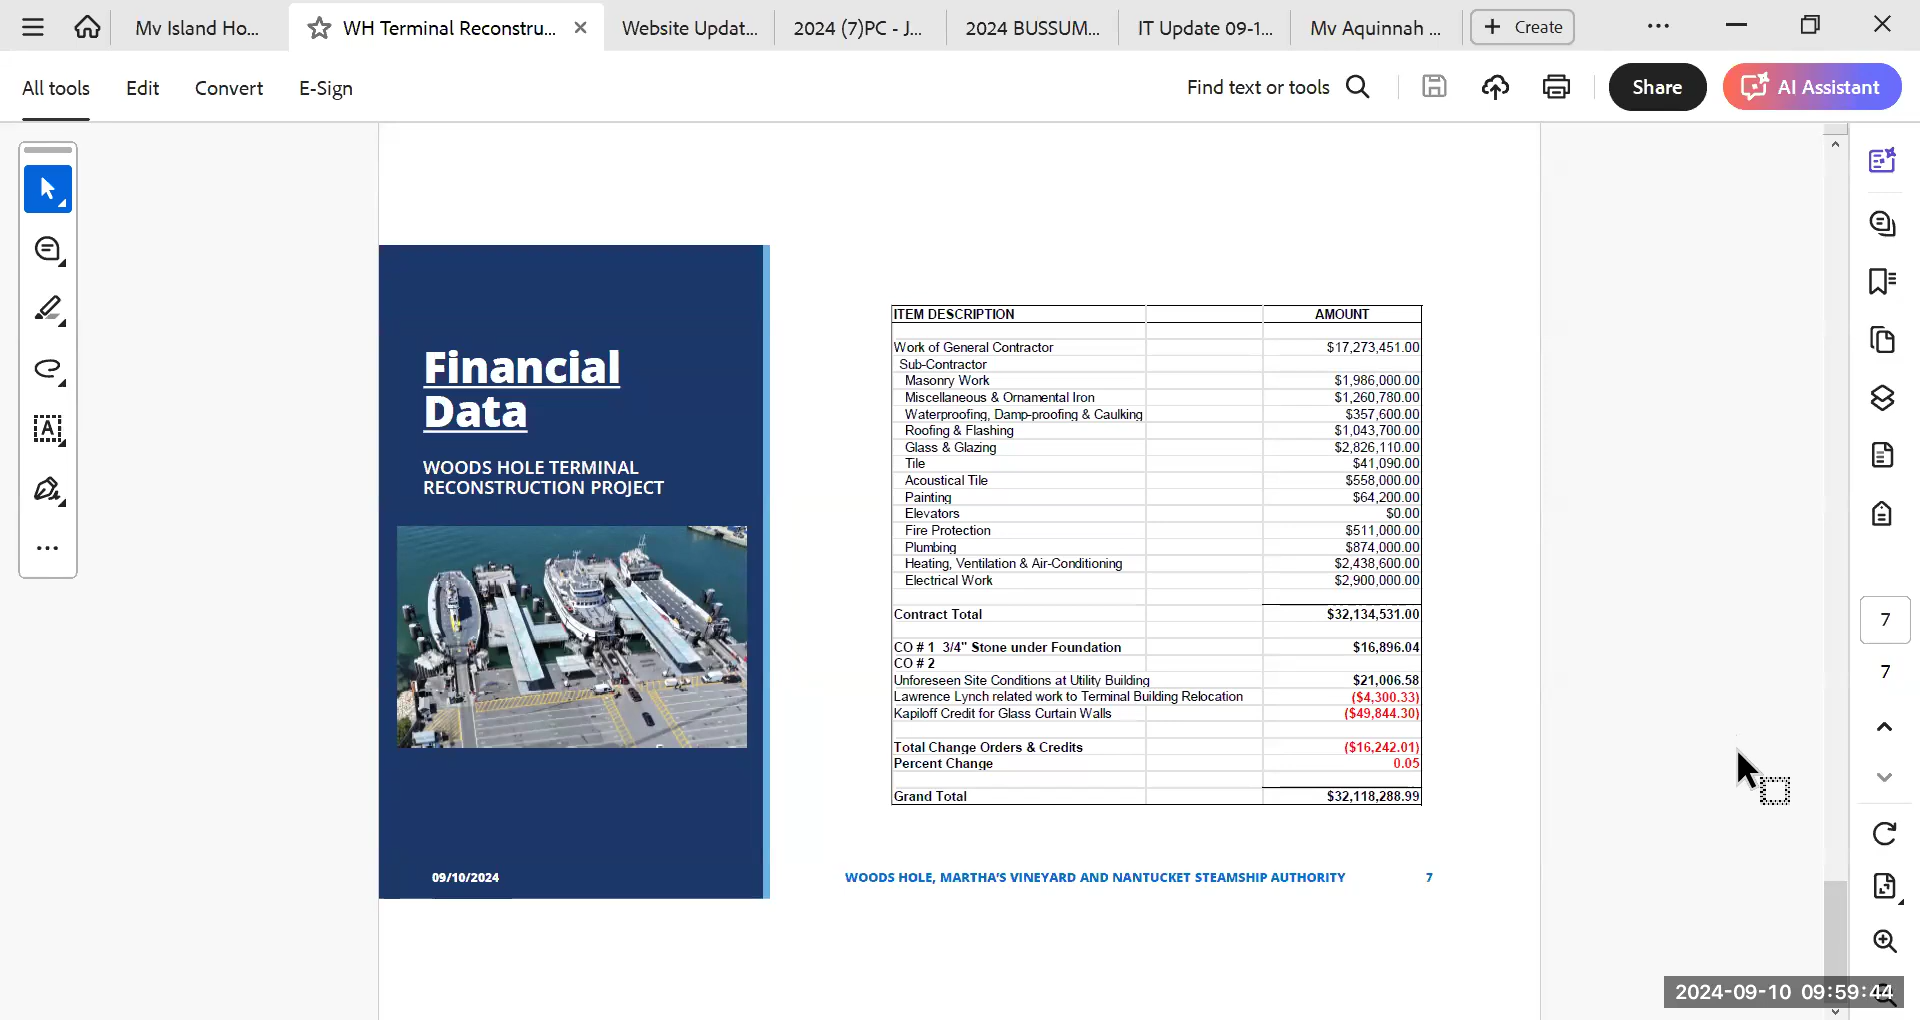 Mv Island Ho...
WH Terminal Reconstru...
Website Updat...
2024 (7)PC - J...
2024 BUSSUM...
IT Update 09-1...
Mv Aquinnah ...
Create
All tools
Edit
Convert
E-Sign
Find text or tools
Share
AI Assistant
Financial
Data
WOODS HOLE TERMINAL
RECONSTRUCTION PROJECT
09/10/2024
ITEM DESCRIPTION AMOUNT
Work of General Contractor $17,273,451.00
Sub-Contractor
Masonry Work $1,986,000.00
Miscellaneous & Ornamental Iron $1,260,780.00
Waterproofing, Damp-proofing & Caulking $357,600.00
Roofing & Flashing $1,043,700.00
Glass & Glazing $2,826,110.00
Tile $41,090.00
Acoustical Tile $558,000.00
Painting $64,200.00
Elevators $0.00
Fire Protection $511,000.00
Plumbing $874,000.00
Heating, Ventilation & Air-Conditioning $2,438,600.00
Electrical Work $2,900,000.00
Contract Total $32,134,531.00
CO # 1 3/4" Stone under Foundation $16,896.04
CO # 2
Unforeseen Site Conditions at Utility Building $21,006.58
Lawrence Lynch related work to Terminal Building Relocation ($4,300.33)
Kapiloff Credit for Glass Curtain Walls ($49,844.30)
Total Change Orders & Credits ($16,242.01)
Percent Change 0.05
Grand Total $32,118,288.99
WOODS HOLE, MARTHA'S VINEYARD AND NANTUCKET STEAMSHIP AUTHORITY 7
7
7
2024-09-10 09:59:44